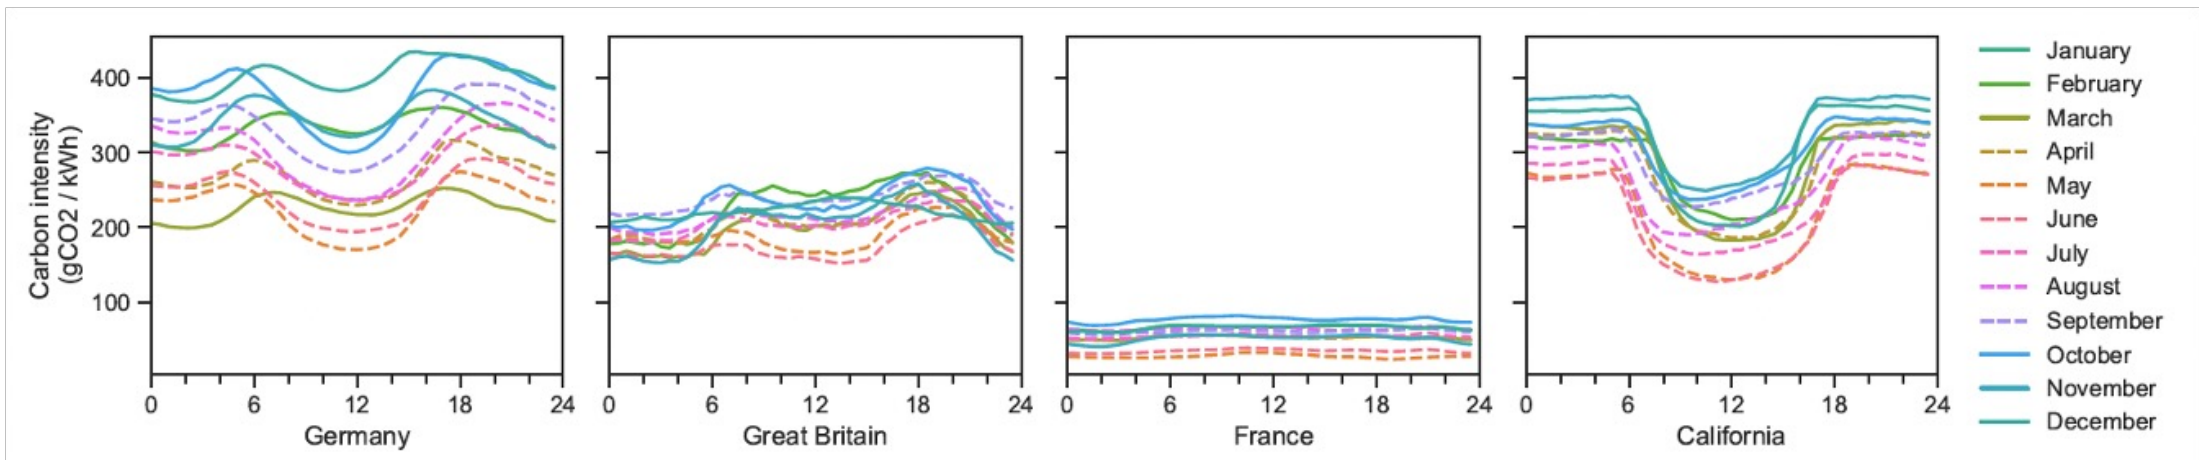 Carbon intensity
(gCO2 / kWh)
400
300
200
100
0 6 12 18 24
Germany
0 6 12 18 24
Great Britain
0 6 12 18 24
France
0 6 12 18 24
California
January
February
March
April
May
June
July
August
September
October
November
December